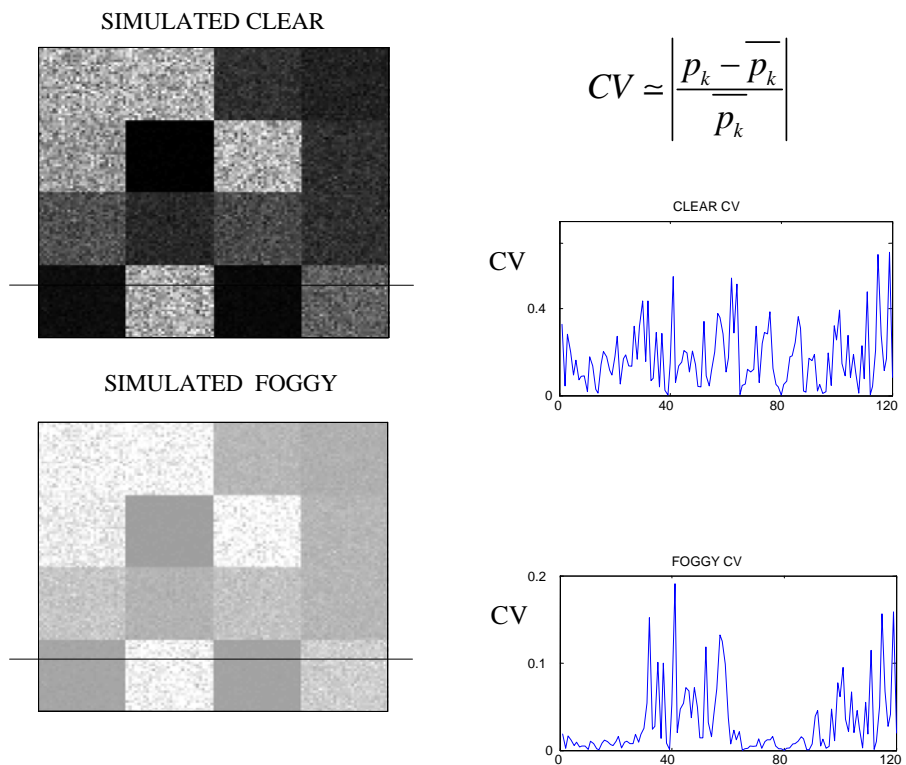 SIMULATED CLEAR
CV ≃ |(p_k − \overline{p_k}) / \overline{p_k}|
CLEAR CV
CV
0.4
0
0 40 80 120
SIMULATED FOGGY
FOGGY CV
0.2
CV
0.1
0
0 40 80 120